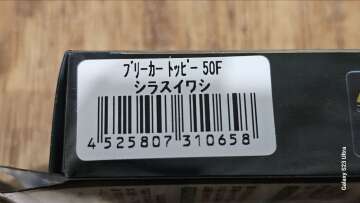 ﾌﾞﾘｰｶｰ ﾄｯﾋﾟｰ 50F
シラスイワシ
4 525807 310658
Galaxy S23 Ultra